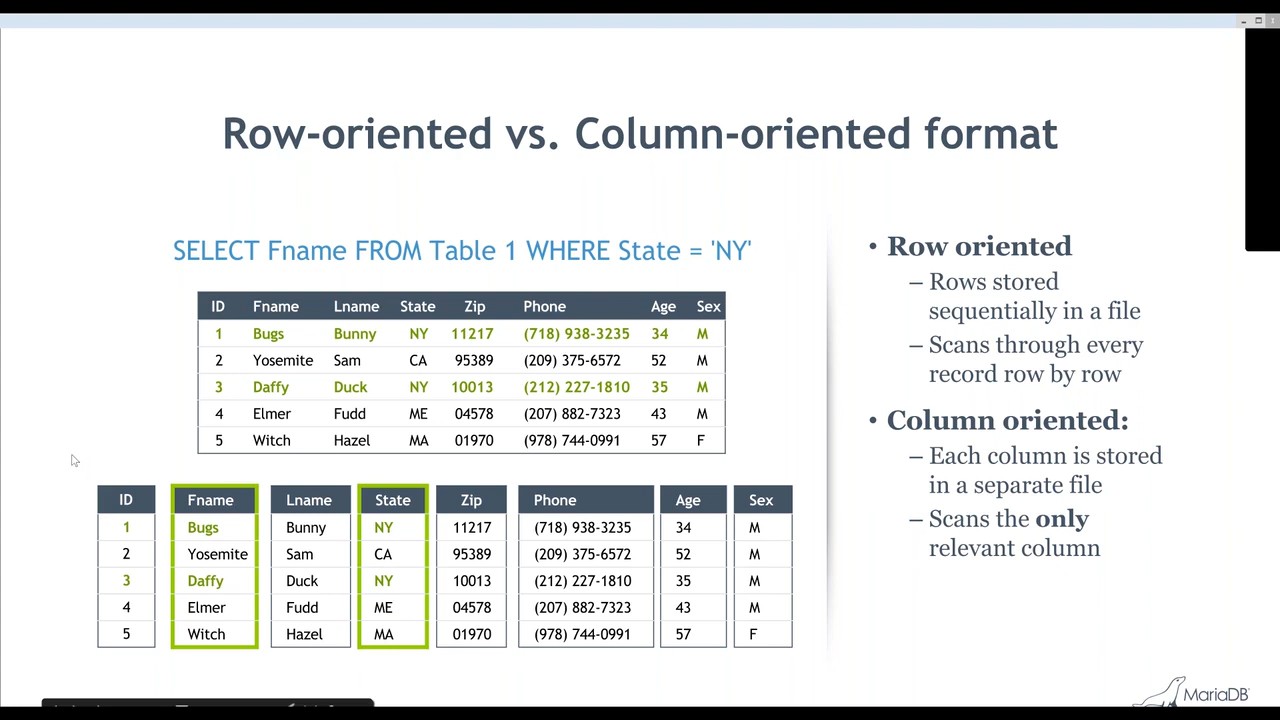 Row-oriented vs. Column-oriented format
SELECT Fname FROM Table 1 WHERE State = 'NY'
ID Fname Lname State Zip Phone Age Sex
1 Bugs Bunny NY 11217 (718) 938-3235 34 M
2 Yosemite Sam CA 95389 (209) 375-6572 52 M
3 Daffy Duck NY 10013 (212) 227-1810 35 M
4 Elmer Fudd ME 04578 (207) 882-7323 43 M
5 Witch Hazel MA 01970 (978) 744-0991 57 F
ID Fname Lname State Zip Phone Age Sex
1 Bugs Bunny NY 11217 (718) 938-3235 34 M
2 Yosemite Sam CA 95389 (209) 375-6572 52 M
3 Daffy Duck NY 10013 (212) 227-1810 35 M
4 Elmer Fudd ME 04578 (207) 882-7323 43 M
5 Witch Hazel MA 01970 (978) 744-0991 57 F
• Row oriented
– Rows stored
sequentially in a file
– Scans through every
record row by row
• Column oriented:
– Each column is stored
in a separate file
– Scans the only
relevant column
MariaDB